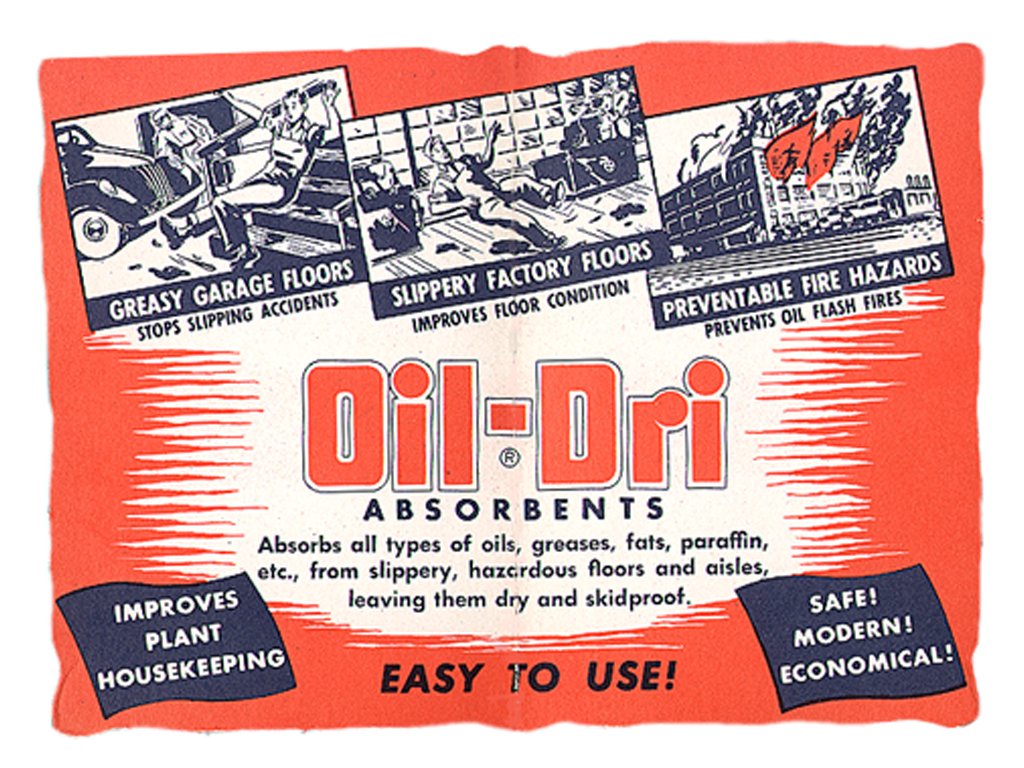 GREASY GARAGE FLOORS
STOPS SLIPPING ACCIDENTS
SLIPPERY FACTORY FLOORS
IMPROVES FLOOR CONDITION
PREVENTABLE FIRE HAZARDS
PREVENTS OIL FLASH FIRES
Oil-Dri
®
ABSORBENTS
Absorbs all types of oils, greases, fats, paraffin,
etc., from slippery, hazardous floors and aisles,
leaving them dry and skidproof.
IMPROVES
PLANT
HOUSEKEEPING
EASY TO USE!
SAFE!
MODERN!
ECONOMICAL!